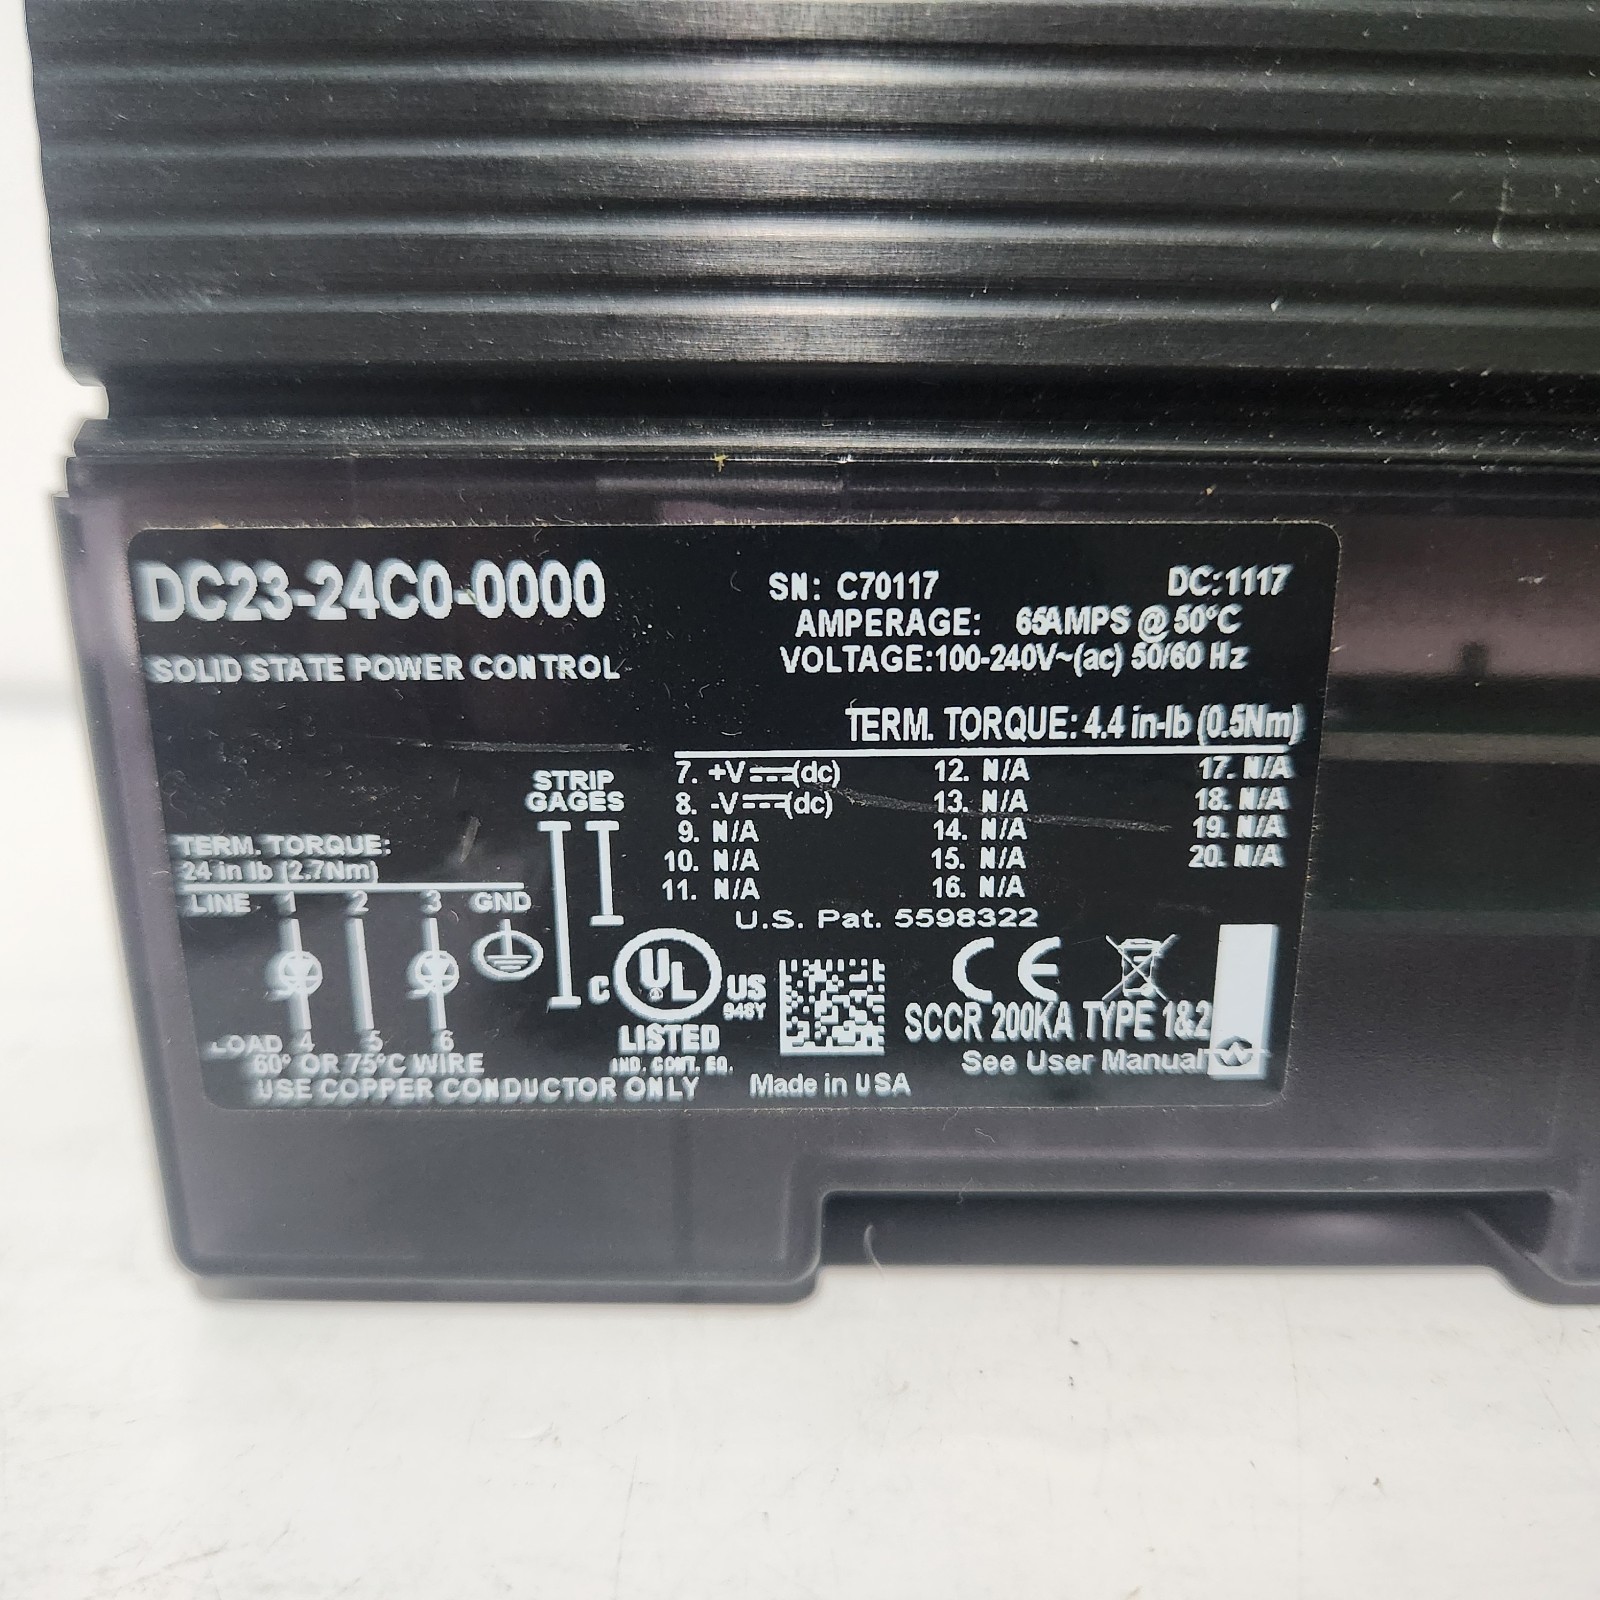 DC23-24C0-0000
SOLID STATE POWER CONTROL
SN: C70117 DC:1117
AMPERAGE: 65AMPS @ 50°C
VOLTAGE:100-240V~(ac) 50/60 Hz
TERM. TORQUE: 4.4 in-lb (0.5Nm)
7. +V⎓(dc) 12. N/A 17. N/A
8. -V⎓(dc) 13. N/A 18. N/A
9. N/A 14. N/A 19. N/A
10. N/A 15. N/A 20. N/A
11. N/A 16. N/A
U.S. Pat. 5598322
STRIP
GAGES
TERM. TORQUE:
24 in lb (2.7Nm)
LINE 1 2 3 GND
LOAD 4 5 6
60° OR 75°C WIRE
USE COPPER CONDUCTOR ONLY
C UL US
948Y
LISTED
IND. CONT. EQ.
Made in USA
CE
SCCR 200KA TYPE 1&2
See User Manual
W